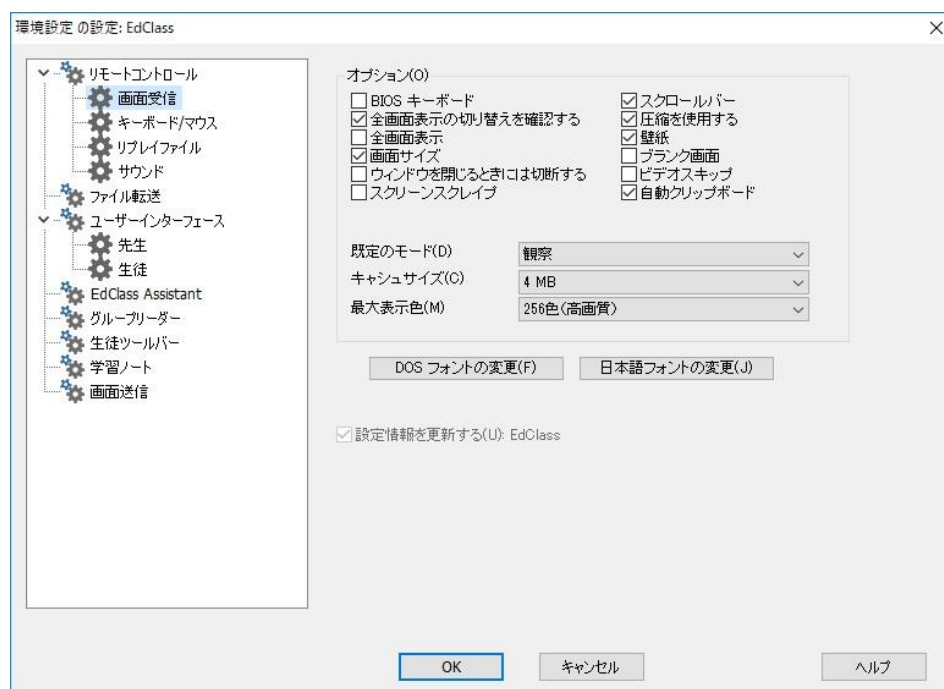 環境設定 の設定: EdClass
リモートコントロール
画面受信
キーボード/マウス
リプレイファイル
サウンド
ファイル転送
ユーザーインターフェース
先生
生徒
EdClass Assistant
グループリーダー
生徒ツールバー
学習ノート
画面送信
オプション(O)
BIOS キーボード
全画面表示の切り替えを確認する
全画面表示
画面サイズ
ウィンドウを閉じるときには切断する
スクリーンスクレイプ
スクロールバー
圧縮を使用する
壁紙
ブランク画面
ビデオスキップ
自動クリップボード
既定のモード(D) 観察
キャシュサイズ(C) 4 MB
最大表示色(M) 256色(高画質)
DOS フォントの変更(F) 日本語フォントの変更(J)
設定情報を更新する(U): EdClass
OK キャンセル ヘルプ